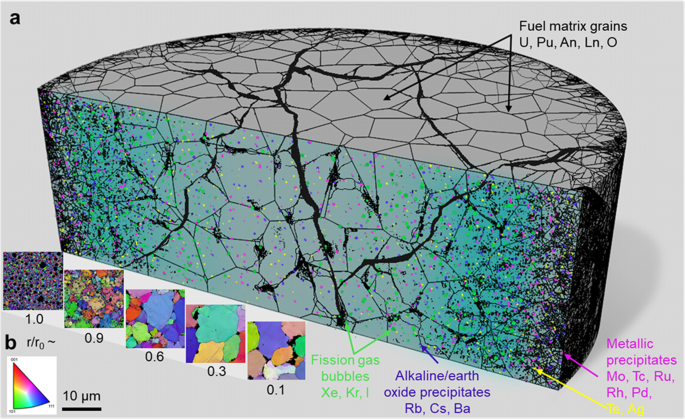 a
Fuel matrix grains
U, Pu, An, Ln, O
1.0
r/r0 ~
0.9
0.6
0.3
0.1
b
001
101
111
10 µm
Fission gas
bubbles
Xe, Kr, I
Alkaline/earth
oxide precipitates
Rb, Cs, Ba
Metallic
precipitates
Mo, Tc, Ru,
Rh, Pd,
Te, Ag